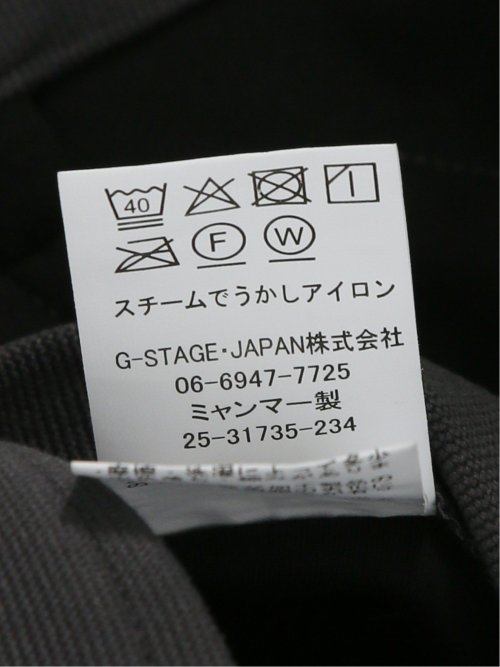 40
F W
スチームでうかしアイロン
G-STAGE・JAPAN株式会社
06-6947-7725
ミャンマー製
25-31735-234